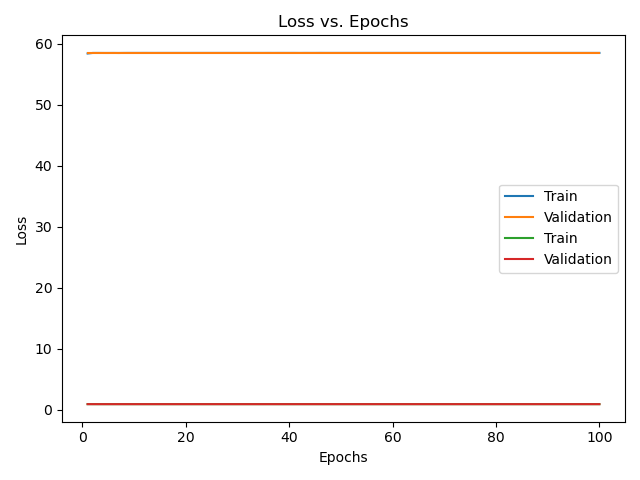 Loss vs. Epochs
60
50
40
30
20
10
0
Loss
Train
Validation
Train
Validation
0 20 40 60 80 100
Epochs